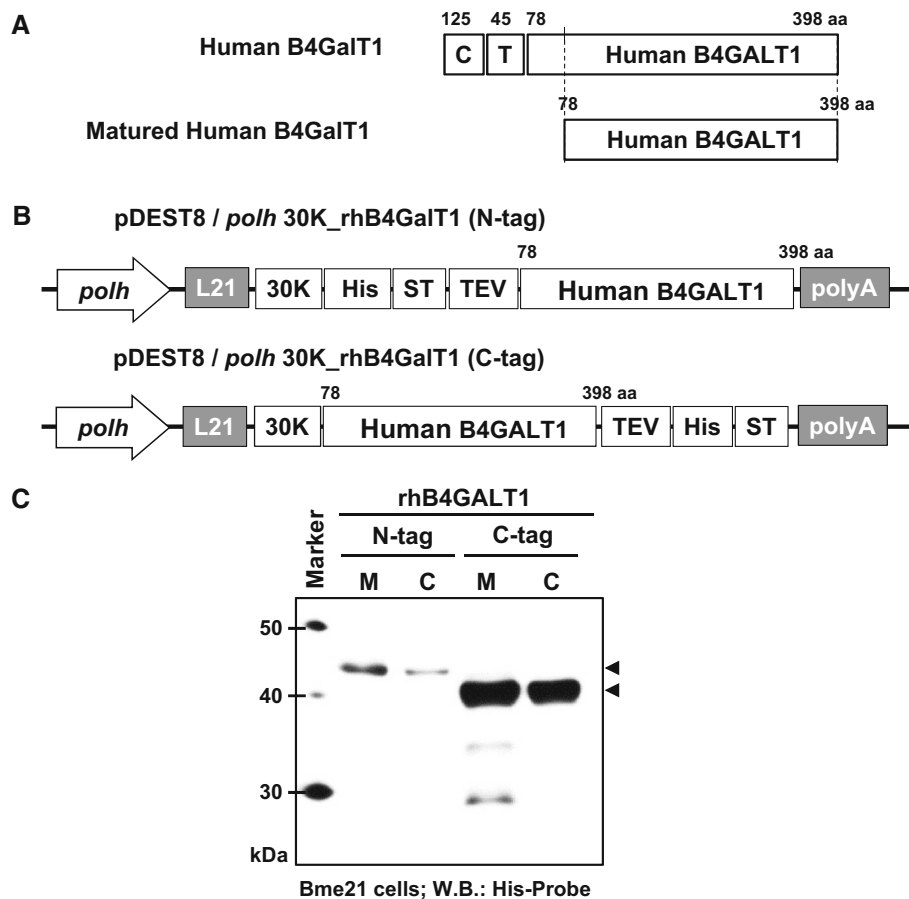 A
125 45 78 398 aa
Human B4GalT1 C T Human B4GALT1
78 398 aa
Matured Human B4GalT1 Human B4GALT1
B
pDEST8 / polh 30K_rhB4GalT1 (N-tag)
78 398 aa
polh L21 30K His ST TEV Human B4GALT1 polyA
pDEST8 / polh 30K_rhB4GalT1 (C-tag)
78 398 aa
polh L21 30K Human B4GALT1 TEV His ST polyA
C
rhB4GALT1
Marker
N-tag C-tag
M C M C
50
40
30
kDa
Bme21 cells; W.B.: His-Probe